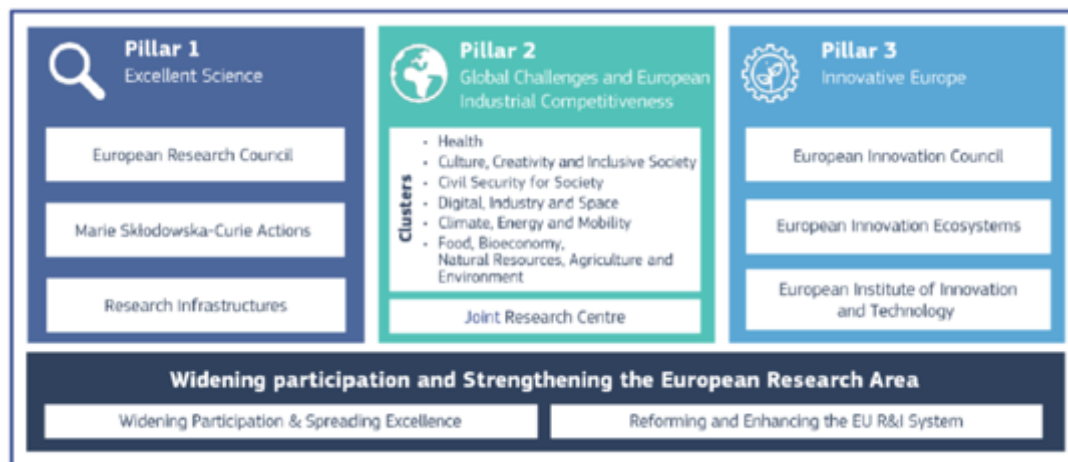 Pillar 1
Excellent Science
European Research Council
Marie Skłodowska-Curie Actions
Research Infrastructures
Pillar 2
Global Challenges and European
Industrial Competitiveness
Clusters
• Health
• Culture, Creativity and Inclusive Society
• Civil Security for Society
• Digital, Industry and Space
• Climate, Energy and Mobility
• Food, Bioeconomy,
Natural Resources, Agriculture and
Environment
Joint Research Centre
Pillar 3
Innovative Europe
European Innovation Council
European Innovation Ecosystems
European Institute of Innovation
and Technology
Widening participation and Strengthening the European Research Area
Widening Participation & Spreading Excellence
Reforming and Enhancing the EU R&I System